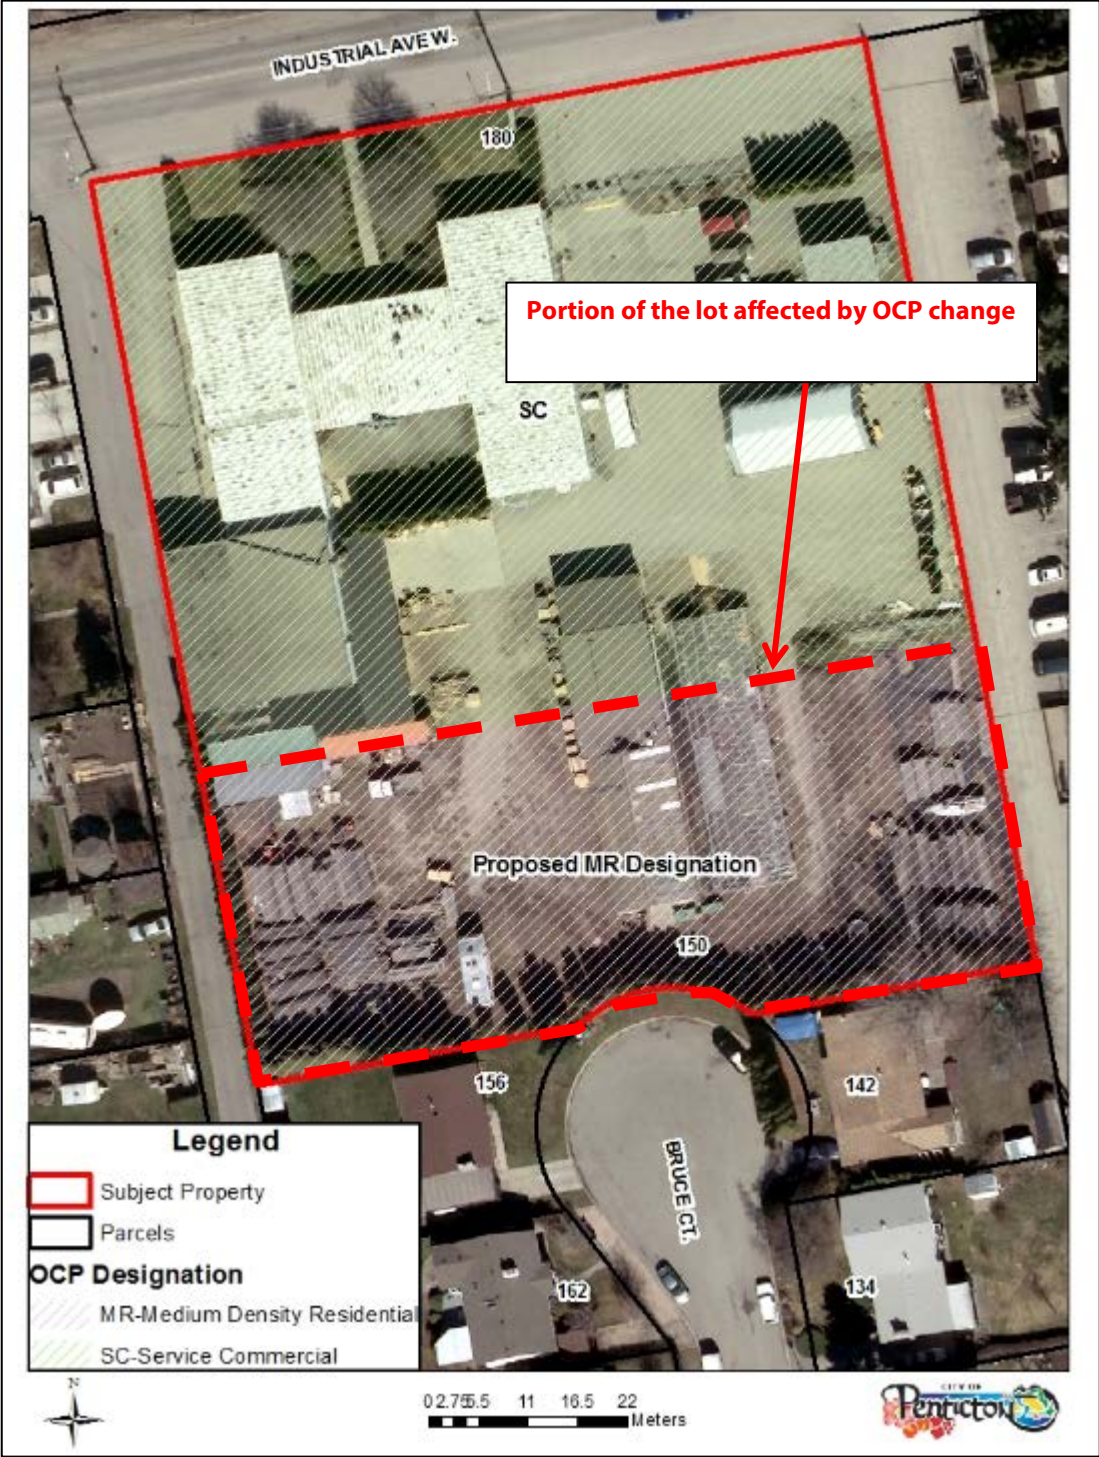 INDUSTRIAL AVE W.
180
Portion of the lot affected by OCP change
SC
Proposed MR Designation
150
156
142
BRUCE CT.
162
134
Legend
Subject Property
Parcels
OCP Designation
MR-Medium Density Residential
SC-Service Commercial
N
0 2.75 5.5 11 16.5 22
Meters
CITY OF
Penticton